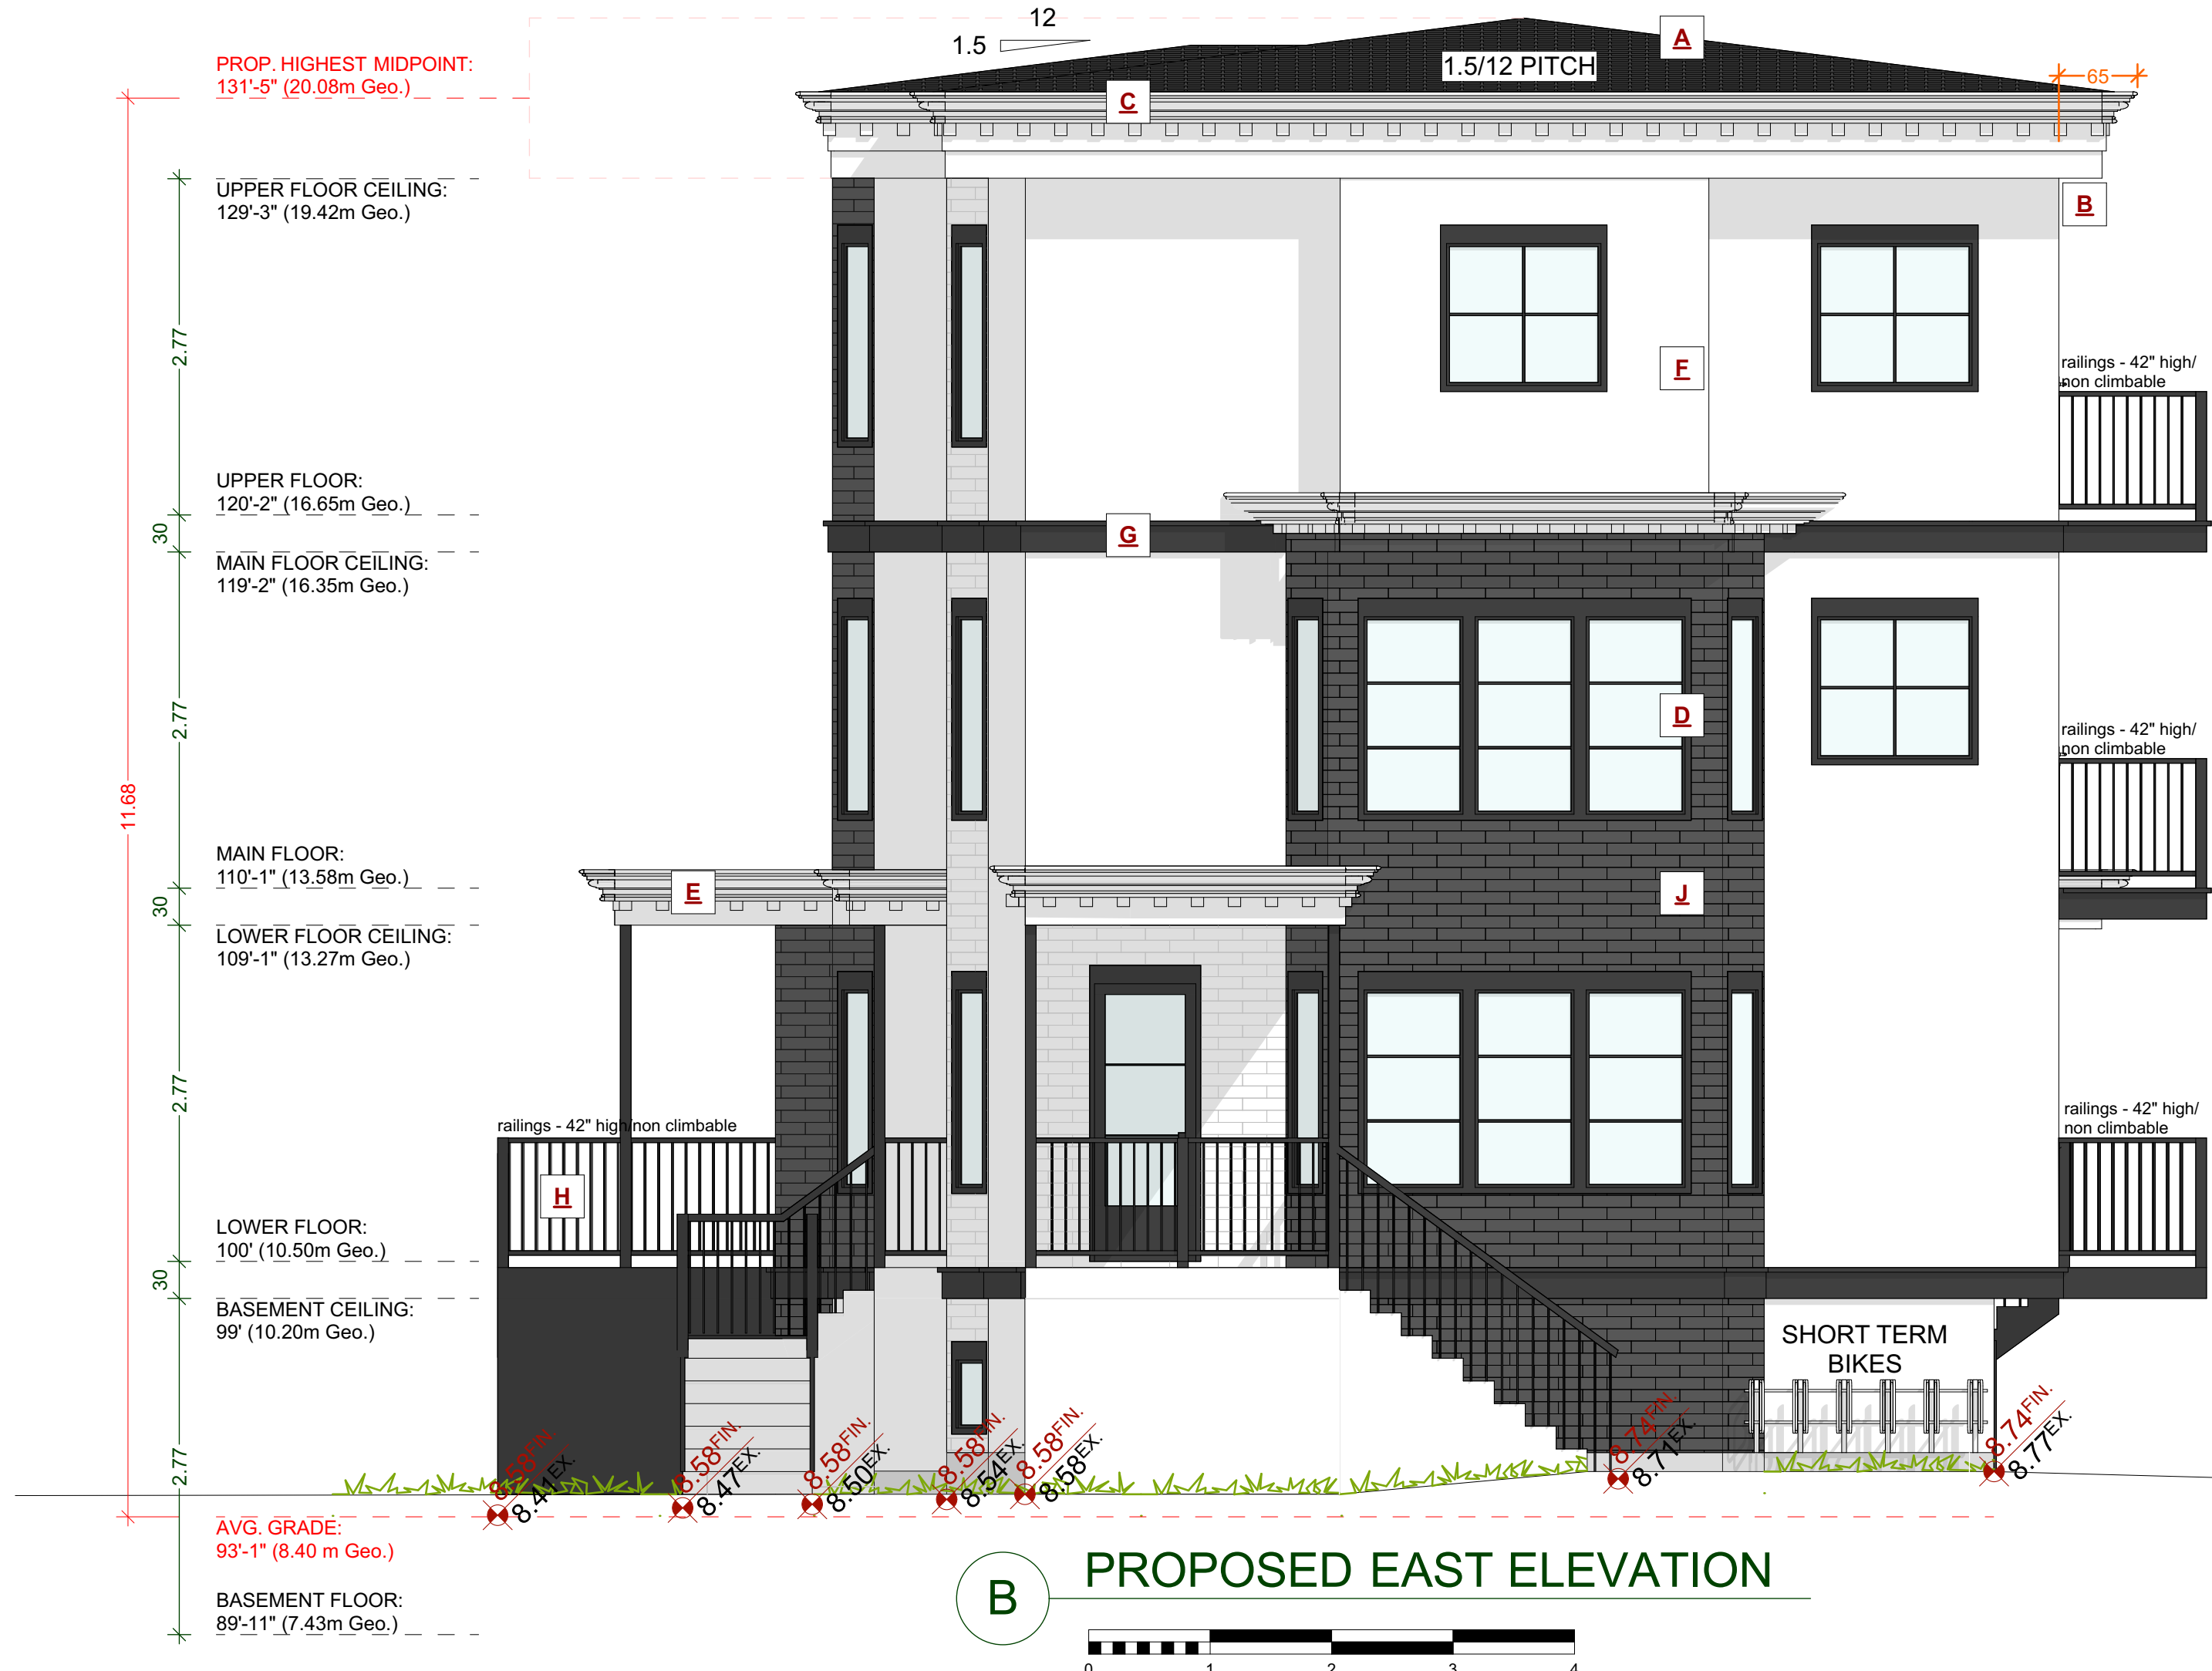 12
1.5
A
1.5/12 PITCH
65
C
B
PROP. HIGHEST MIDPOINT:
131'-5" (20.08m Geo.)
UPPER FLOOR CEILING:
129'-3" (19.42m Geo.)
2.77
F
railings - 42" high/
non climbable
UPPER FLOOR:
120'-2" (16.65m Geo.)
30
G
MAIN FLOOR CEILING:
119'-2" (16.35m Geo.)
2.77
D
railings - 42" high/
non climbable
11.68
MAIN FLOOR:
110'-1" (13.58m Geo.)
30
E
J
LOWER FLOOR CEILING:
109'-1" (13.27m Geo.)
2.77
railings - 42" high/non climbable
railings - 42" high/
non climbable
H
LOWER FLOOR:
100' (10.50m Geo.)
30
BASEMENT CEILING:
99' (10.20m Geo.)
SHORT TERM
BIKES
2.77
8.58FIN.
8.41EX.
8.58FIN.
8.47EX.
8.58FIN.
8.50EX.
8.58FIN.
8.54EX.
8.58FIN.
8.58EX.
8.74FIN.
8.71EX.
8.74FIN.
8.77EX.
AVG. GRADE:
93'-1" (8.40 m Geo.)
BASEMENT FLOOR:
89'-11" (7.43m Geo.)
B
PROPOSED EAST ELEVATION
0 1 2 3 4